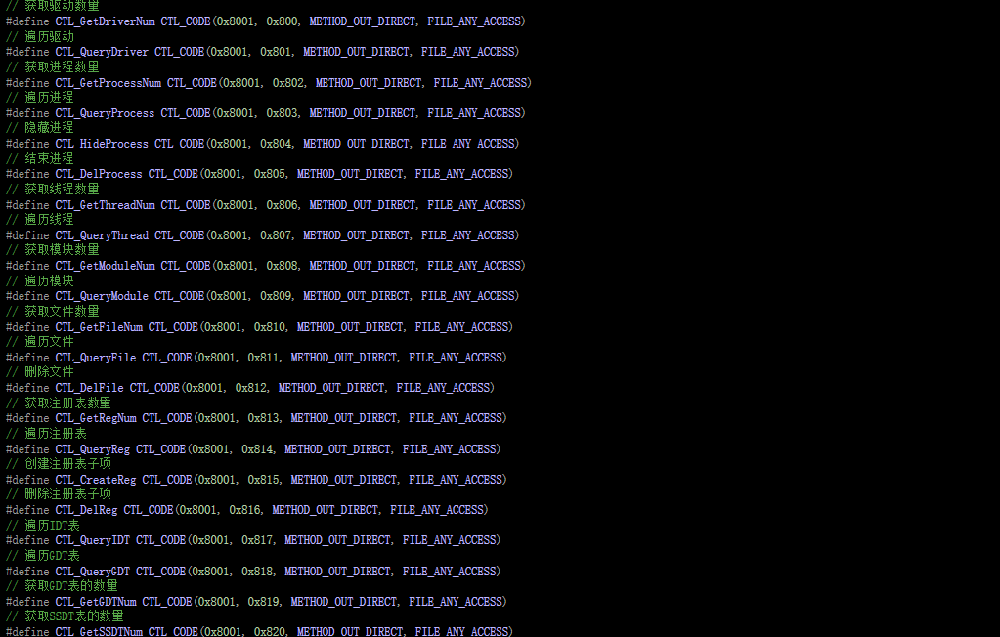 // 获取驱动数量
#define CTL_GetDriverNum CTL_CODE(0x8001, 0x800, METHOD_OUT_DIRECT, FILE_ANY_ACCESS)
// 遍历驱动
#define CTL_QueryDriver CTL_CODE(0x8001, 0x801, METHOD_OUT_DIRECT, FILE_ANY_ACCESS)
// 获取进程数量
#define CTL_GetProcessNum CTL_CODE(0x8001, 0x802, METHOD_OUT_DIRECT, FILE_ANY_ACCESS)
// 遍历进程
#define CTL_QueryProcess CTL_CODE(0x8001, 0x803, METHOD_OUT_DIRECT, FILE_ANY_ACCESS)
// 隐藏进程
#define CTL_HideProcess CTL_CODE(0x8001, 0x804, METHOD_OUT_DIRECT, FILE_ANY_ACCESS)
// 结束进程
#define CTL_DelProcess CTL_CODE(0x8001, 0x805, METHOD_OUT_DIRECT, FILE_ANY_ACCESS)
// 获取线程数量
#define CTL_GetThreadNum CTL_CODE(0x8001, 0x806, METHOD_OUT_DIRECT, FILE_ANY_ACCESS)
// 遍历线程
#define CTL_QueryThread CTL_CODE(0x8001, 0x807, METHOD_OUT_DIRECT, FILE_ANY_ACCESS)
// 获取模块数量
#define CTL_GetModuleNum CTL_CODE(0x8001, 0x808, METHOD_OUT_DIRECT, FILE_ANY_ACCESS)
// 遍历模块
#define CTL_QueryModule CTL_CODE(0x8001, 0x809, METHOD_OUT_DIRECT, FILE_ANY_ACCESS)
// 获取文件数量
#define CTL_GetFileNum CTL_CODE(0x8001, 0x810, METHOD_OUT_DIRECT, FILE_ANY_ACCESS)
// 遍历文件
#define CTL_QueryFile CTL_CODE(0x8001, 0x811, METHOD_OUT_DIRECT, FILE_ANY_ACCESS)
// 删除文件
#define CTL_DelFile CTL_CODE(0x8001, 0x812, METHOD_OUT_DIRECT, FILE_ANY_ACCESS)
// 获取注册表数量
#define CTL_GetRegNum CTL_CODE(0x8001, 0x813, METHOD_OUT_DIRECT, FILE_ANY_ACCESS)
// 遍历注册表
#define CTL_QueryReg CTL_CODE(0x8001, 0x814, METHOD_OUT_DIRECT, FILE_ANY_ACCESS)
// 创建注册表子项
#define CTL_CreateReg CTL_CODE(0x8001, 0x815, METHOD_OUT_DIRECT, FILE_ANY_ACCESS)
// 删除注册表子项
#define CTL_DelReg CTL_CODE(0x8001, 0x816, METHOD_OUT_DIRECT, FILE_ANY_ACCESS)
// 遍历IDT表
#define CTL_QueryIDT CTL_CODE(0x8001, 0x817, METHOD_OUT_DIRECT, FILE_ANY_ACCESS)
// 遍历GDT表
#define CTL_QueryGDT CTL_CODE(0x8001, 0x818, METHOD_OUT_DIRECT, FILE_ANY_ACCESS)
// 获取GDT表的数量
#define CTL_GetGDTNum CTL_CODE(0x8001, 0x819, METHOD_OUT_DIRECT, FILE_ANY_ACCESS)
// 获取SSDT表的数量
#define CTL_GetSSDTNum CTL_CODE(0x8001, 0x820, METHOD_OUT_DIRECT, FILE_ANY_ACCESS)